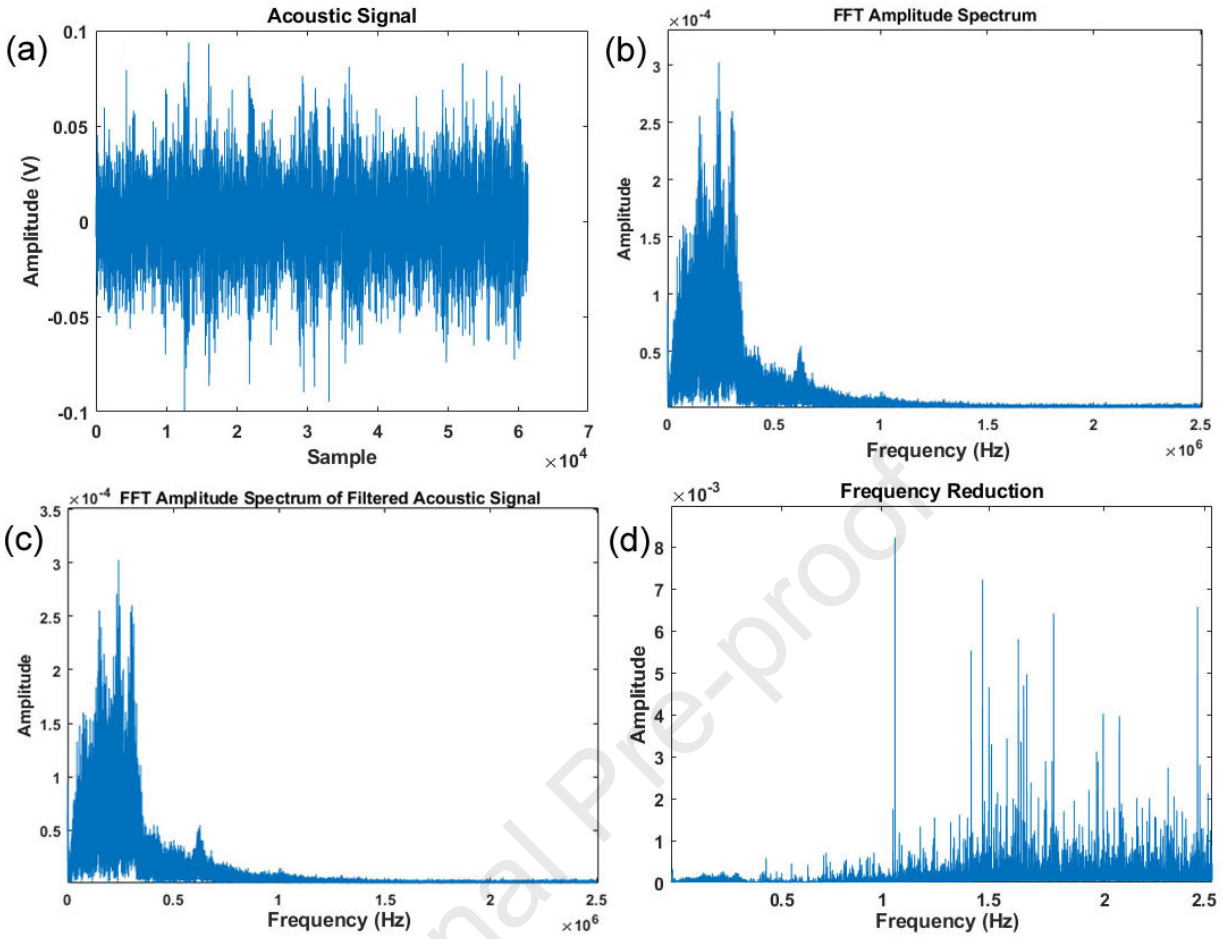 (a)
Acoustic Signal
0.1
0.05
0
-0.05
-0.1
Amplitude (V)
0 1 2 3 4 5 6 7
Sample
×10^4
(b)
FFT Amplitude Spectrum
×10^-4
3
2.5
2
1.5
1
0.5
Amplitude
0 0.5 1 1.5 2 2.5
Frequency (Hz)
×10^6
(c)
×10^-4 FFT Amplitude Spectrum of Filtered Acoustic Signal
3.5
3
2.5
2
1.5
1
0.5
Amplitude
0 0.5 1 1.5 2 2.5
Frequency (Hz)
×10^6
(d)
Frequency Reduction
×10^-3
8
7
6
5
4
3
2
1
0
Amplitude
0.5 1 1.5 2 2.5
Frequency (Hz)
nal Pre-proof